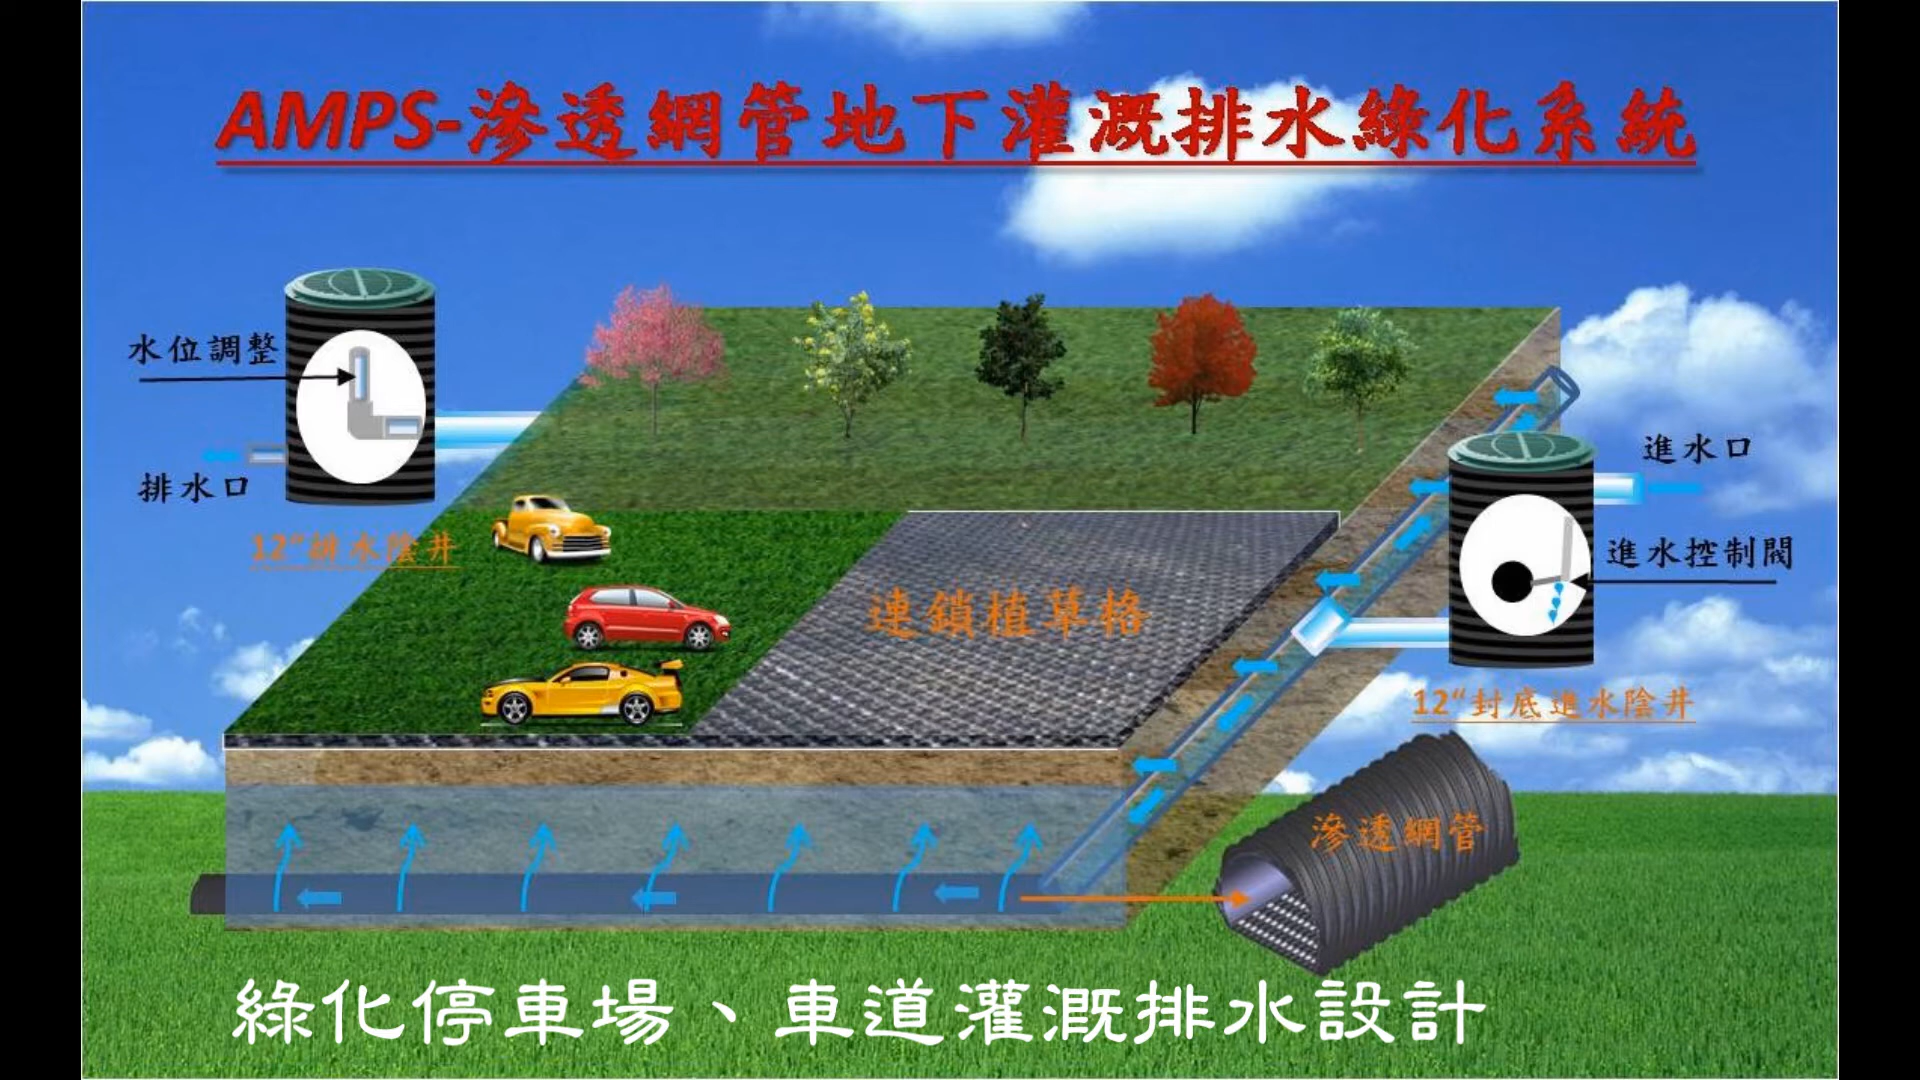 AMPS-滲透網管地下灌溉排水綠化系統
水位調整
排水口
12"排水陰井
連鎖植草格
進水口
進水控制閥
12“封底進水陰井
滲透網管
綠化停車場、車道灌溉排水設計